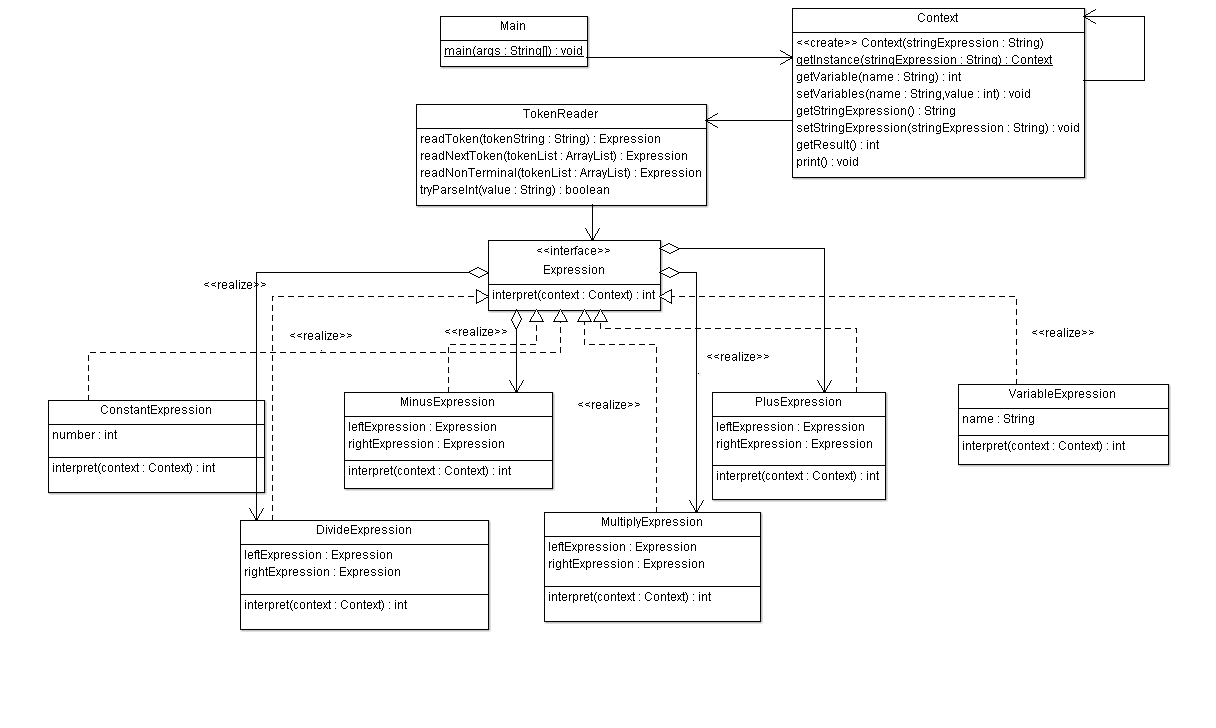 Main
main(args : String[]) : void
Context
<<create>> Context(stringExpression : String)
getInstance(stringExpression : String) : Context
getVariable(name : String) : int
setVariables(name : String,value : int) : void
getStringExpression() : String
setStringExpression(stringExpression : String) : void
getResult() : int
print() : void
TokenReader
readToken(tokenString : String) : Expression
readNextToken(tokenList : ArrayList) : Expression
readNonTerminal(tokenList : ArrayList) : Expression
tryParseInt(value : String) : boolean
<<interface>>
Expression
interpret(context : Context) : int
<<realize>>
<<realize>>
<<realize>>
<<realize>>
<<realize>>
<<realize>>
ConstantExpression
number : int
interpret(context : Context) : int
MinusExpression
leftExpression : Expression
rightExpression : Expression
interpret(context : Context) : int
PlusExpression
leftExpression : Expression
rightExpression : Expression
interpret(context : Context) : int
VariableExpression
name : String
interpret(context : Context) : int
DivideExpression
leftExpression : Expression
rightExpression : Expression
interpret(context : Context) : int
MultiplyExpression
leftExpression : Expression
rightExpression : Expression
interpret(context : Context) : int